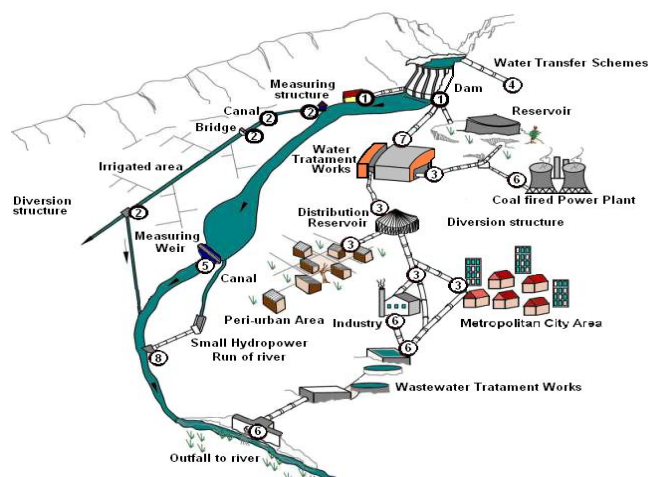 Water Transfer Schemes
4
Measuring
structure
1
Dam
1
Canal
2
Reservoir
Bridge
2
2
7
Water
Tratament
Works
3
Irrigated area
6
Coal fired Power Plant
Diversion
structure
2
3
Distribution
Reservoir
Diversion structure
Measuring
Weir
3
5
Canal
3
3
Peri-urban Area
Industry
6
Metropolitan City Area
Small Hydropower
Run of river
8
6
Wastewater Tratament Works
6
Outfall to river